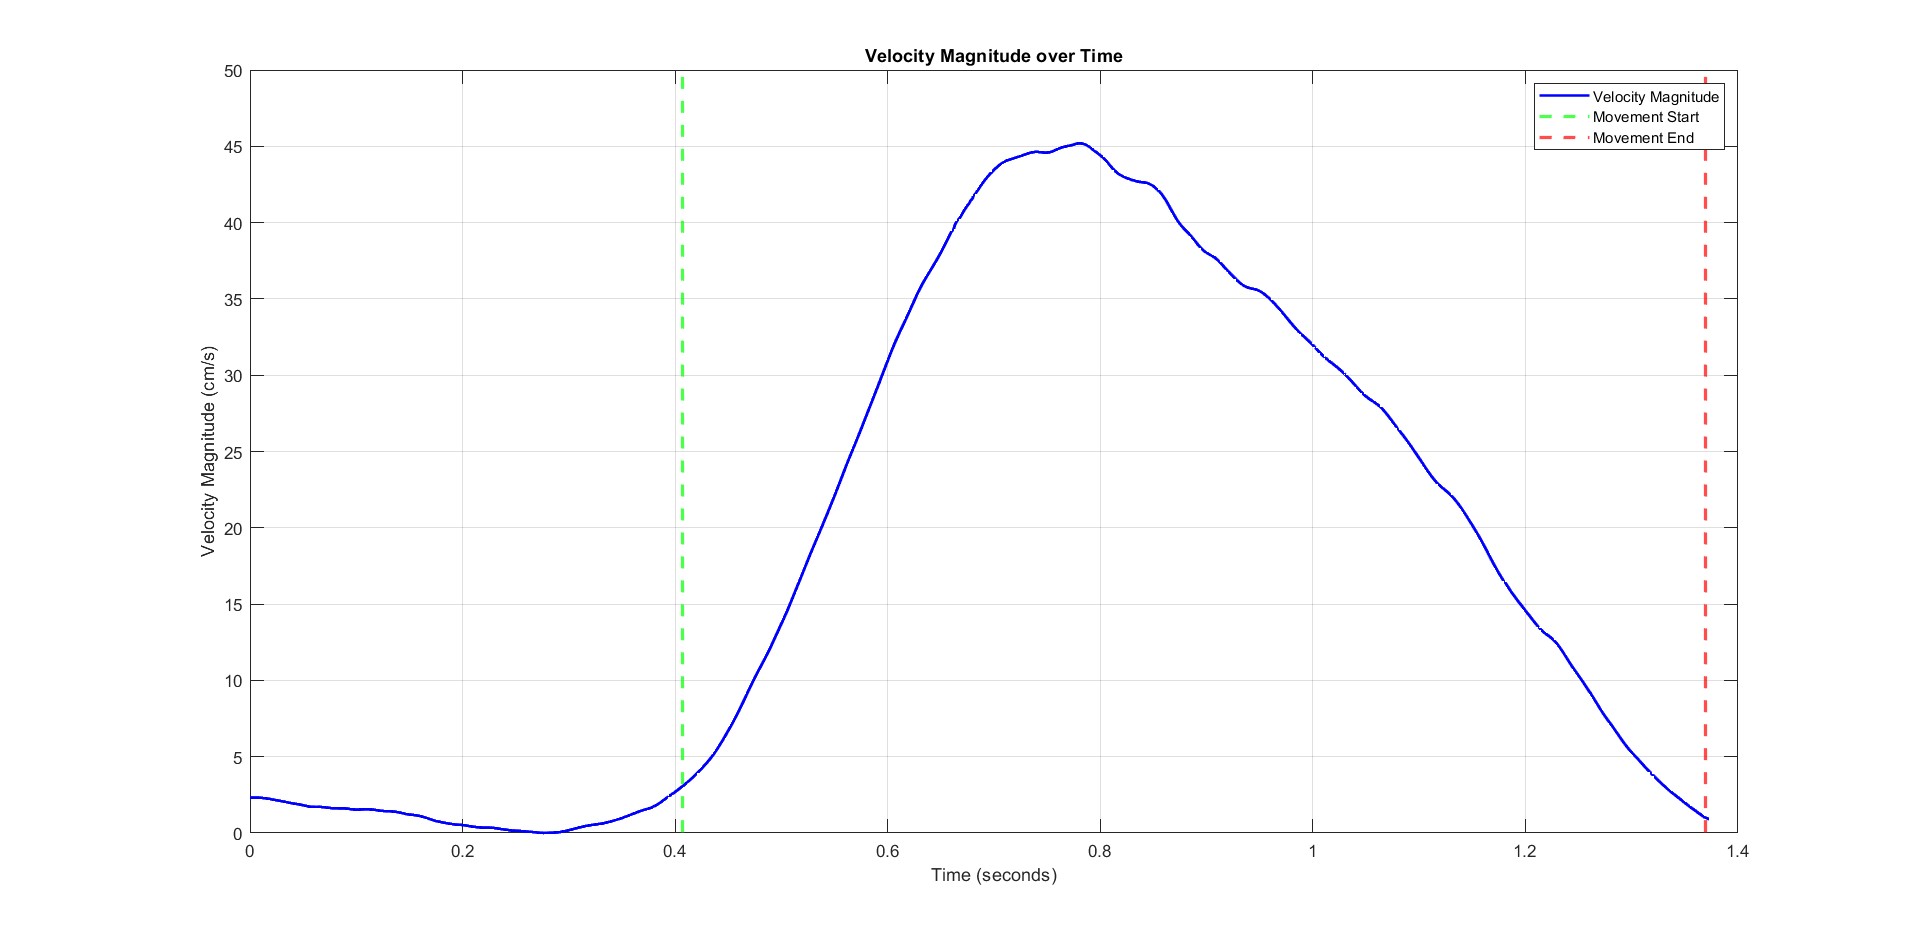 Velocity Magnitude over Time
Velocity Magnitude
Movement Start
Movement End
Velocity Magnitude (cm/s)
50
45
40
35
30
25
20
15
10
5
0
0 0.2 0.4 0.6 0.8 1 1.2 1.4
Time (seconds)